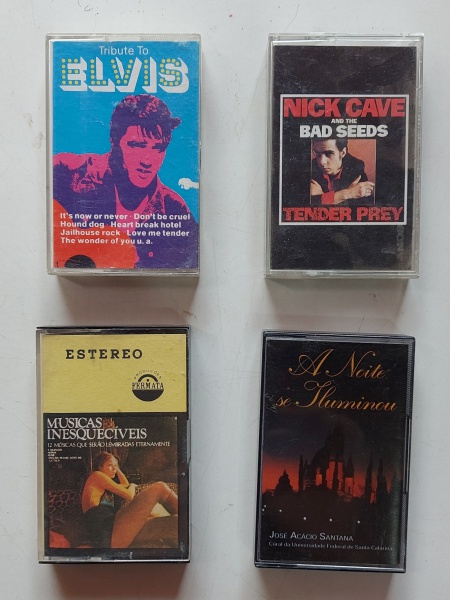 Tribute To
ELVIS
It's now or never · Don't be cruel
Hound dog · Heart break hotel
Jailhouse rock · Love me tender
The wonder of you u. a.
NICK CAVE
AND THE
BAD SEEDS
TENDER PREY
ESTEREO
FERMATA
MUSICAS
INESQUECÍVEIS
12 MÚSICAS QUE SERÃO LEMBRADAS ETERNAMENTE
A Noite
se Iluminou
JOSÉ ACÁCIO SANTANA
Coral da Universidade Federal de Santa Catarina